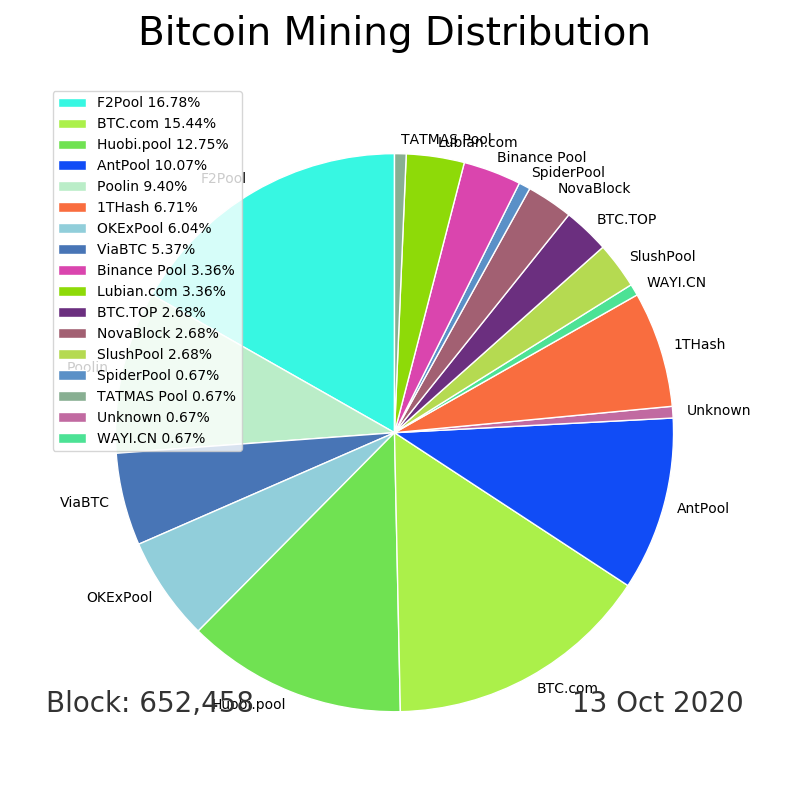 Bitcoin Mining Distribution
F2Pool 16.78%
BTC.com 15.44%
Huobi.pool 12.75%
AntPool 10.07%
Poolin 9.40%
1THash 6.71%
OKExPool 6.04%
ViaBTC 5.37%
Binance Pool 3.36%
Lubian.com 3.36%
BTC.TOP 2.68%
NovaBlock 2.68%
SlushPool 2.68%
SpiderPool 0.67%
TATMAS Pool 0.67%
Unknown 0.67%
WAYI.CN 0.67%
TATMAS Pool
Lubian.com
Binance Pool
SpiderPool
NovaBlock
BTC.TOP
SlushPool
WAYI.CN
1THash
Unknown
AntPool
BTC.com
Huobi.pool
OKExPool
ViaBTC
Poolin
F2Pool
Block: 652,458
13 Oct 2020